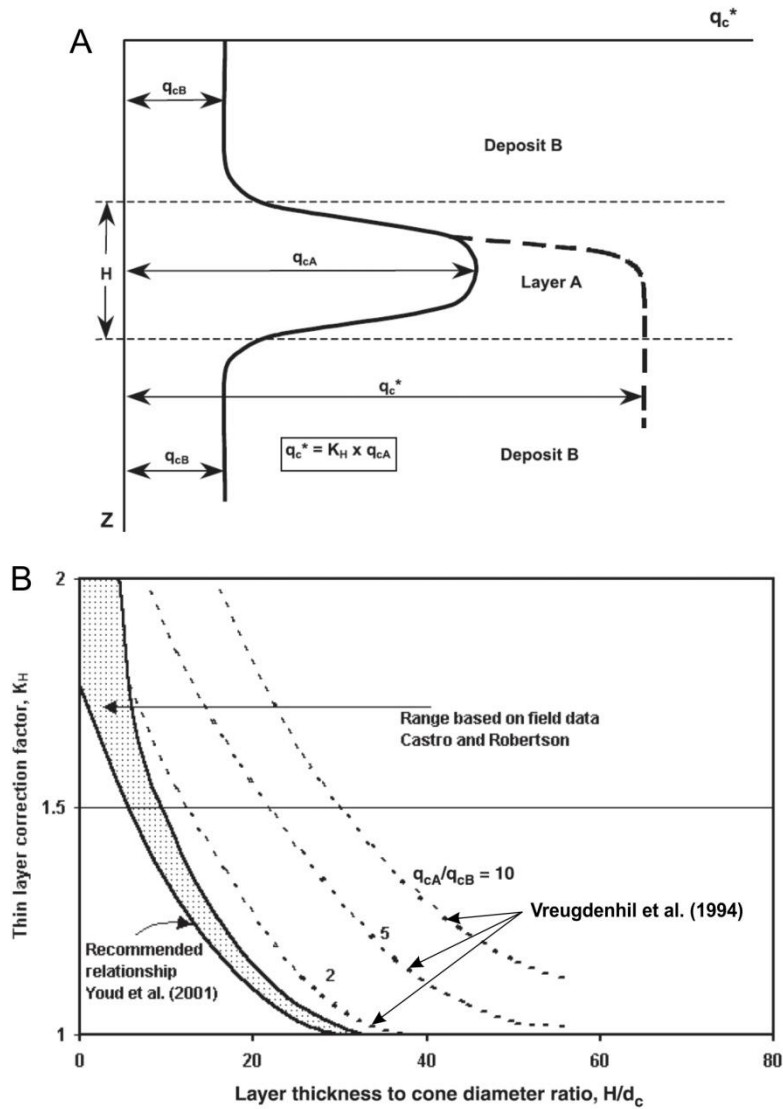 A
qc*
qcB
Deposit B
H
qcA
Layer A
qc*
qcB
qc* = KH x qcA
Deposit B
Z
B
2
1.5
1
Thin layer correction factor, KH
Range based on field data
Castro and Robertson
qcA/qcB = 10
Vreugdenhil et al. (1994)
5
2
Recommended
relationship
Youd et al. (2001)
0
20
40
60
80
Layer thickness to cone diameter ratio, H/dc